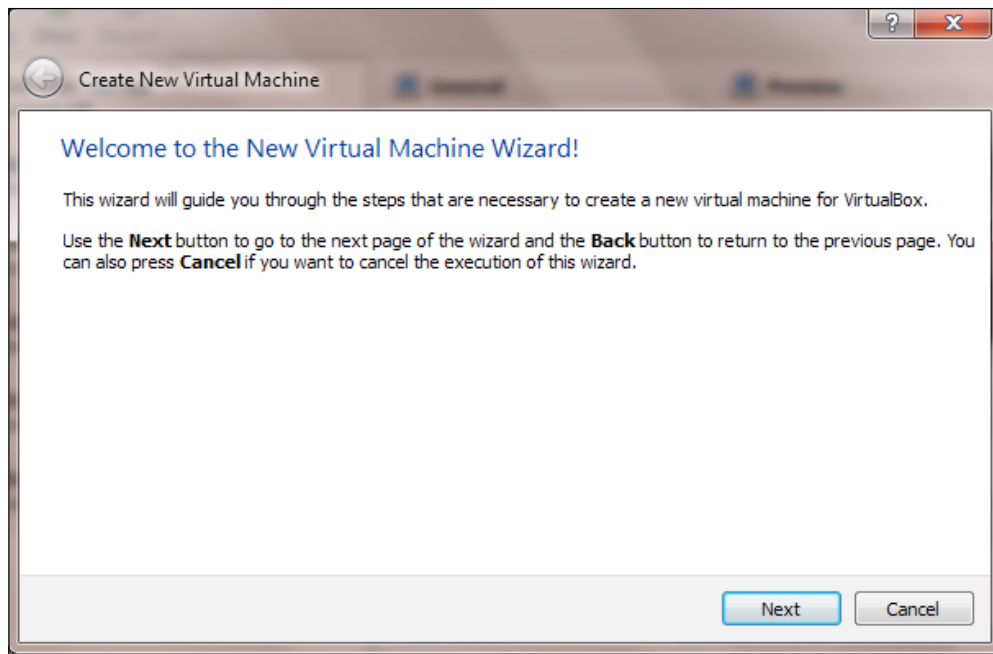 Create New Virtual Machine
Welcome to the New Virtual Machine Wizard!
This wizard will guide you through the steps that are necessary to create a new virtual machine for VirtualBox.
Use the Next button to go to the next page of the wizard and the Back button to return to the previous page. You
can also press Cancel if you want to cancel the execution of this wizard.
Next Cancel